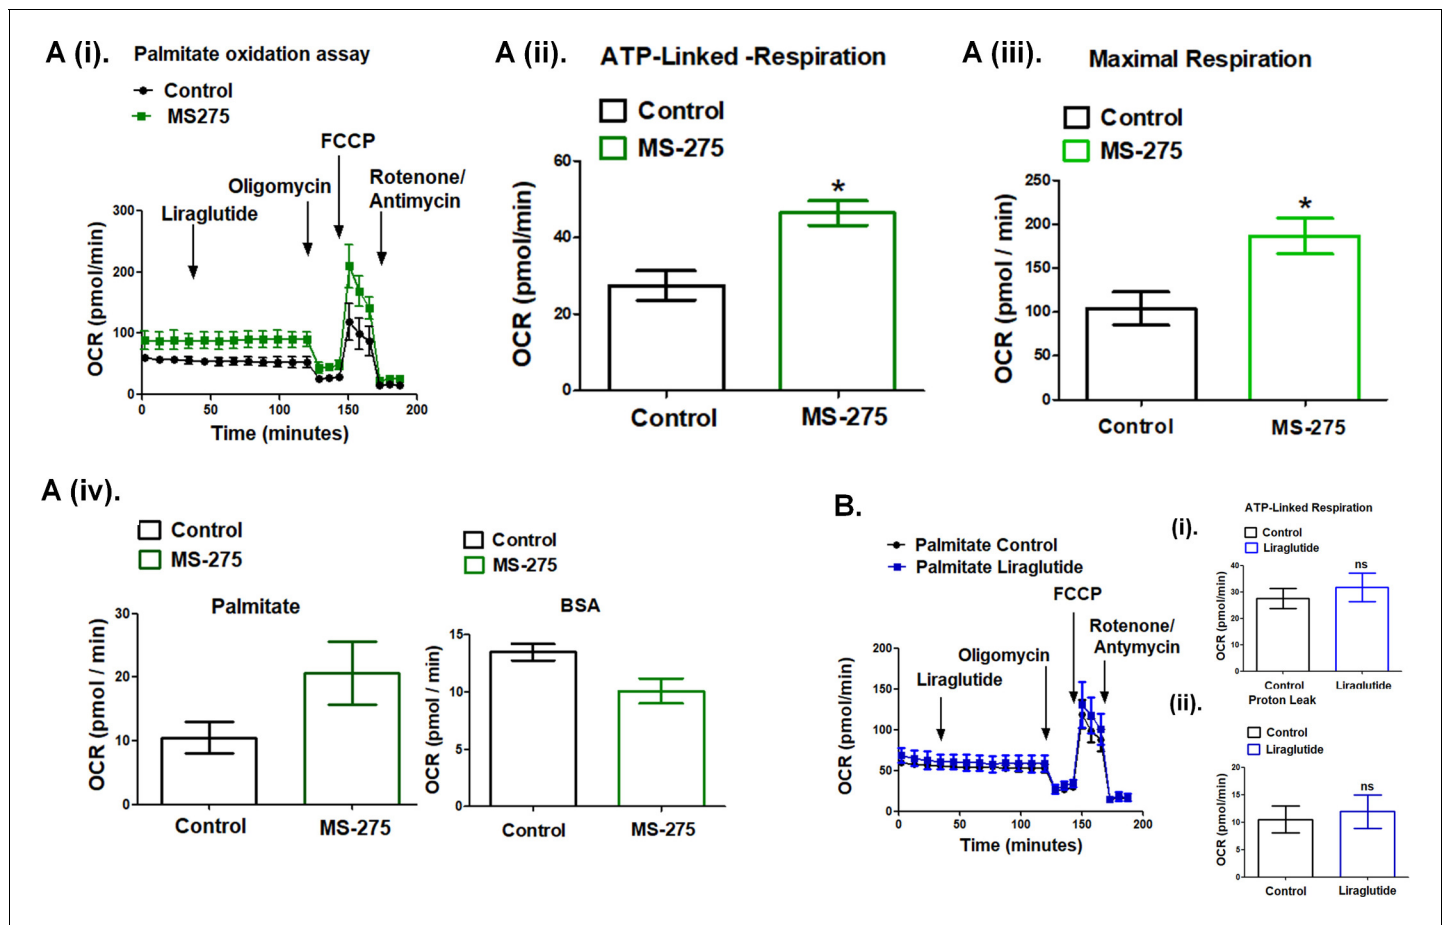 A (i).
Palmitate oxidation assay
Control
MS275
FCCP
Oligomycin
Rotenone/
Antimycin
Liraglutide
OCR (pmol/min)
300
200
100
0
0 50 100 150 200
Time (minutes)
A (ii).
ATP-Linked -Respiration
Control
MS-275
OCR (pmol/min)
60
40
20
0
*
Control MS-275
A (iii).
Maximal Respiration
Control
MS-275
OCR (pmol / min)
250
200
150
100
50
0
*
Control MS-275
A (iv).
Control
MS-275
Palmitate
OCR (pmol / min)
30
20
10
0
Control MS-275
Control
MS-275
BSA
OCR (pmol / min)
15
10
5
0
Control MS-275
B.
Palmitate Control
Palmitate Liraglutide
FCCP
Rotenone/
Antymycin
Oligomycin
Liraglutide
OCR (pmol/min)
200
150
100
50
0
0 50 100 150 200
Time (minutes)
(i).
ATP-Linked Respiration
Control
Liraglutide
OCR (pmol/min)
40
30
20
10
0
ns
Control Liraglutide
(ii).
Proton Leak
Control
Liraglutide
OCR (pmol/min)
20
15
10
5
0
ns
Control Liraglutide